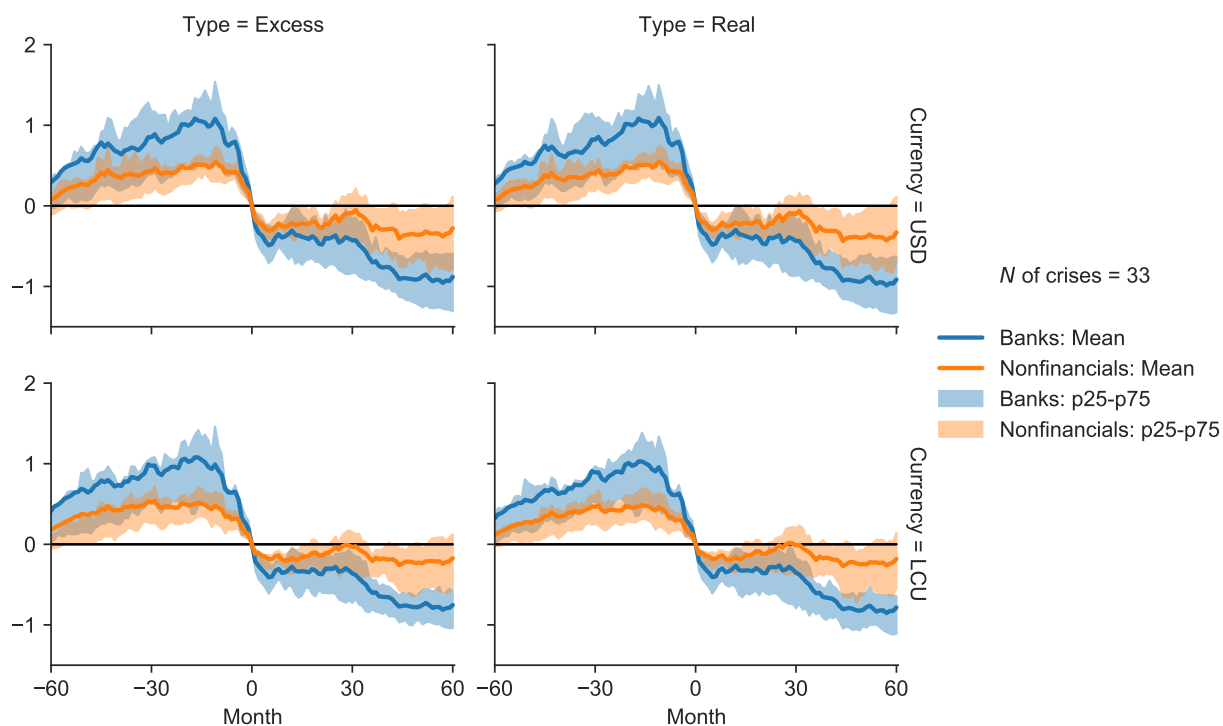 Type = Excess
Type = Real
2
1
0
−1
Currency = USD
N of crises = 33
Banks: Mean
Nonfinancials: Mean
Banks: p25-p75
Nonfinancials: p25-p75
2
1
0
−1
Currency = LCU
−60 −30 0 30 60
−60 −30 0 30 60
Month
Month